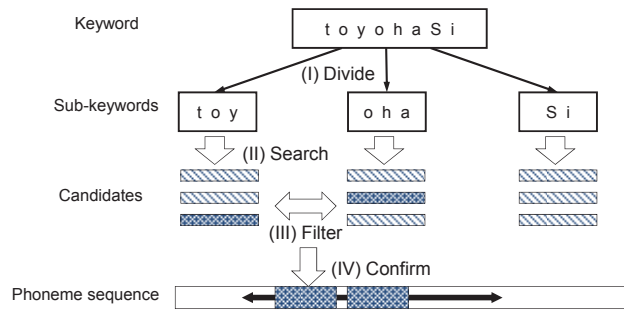 Keyword
t o y o h a S i
(I) Divide
Sub-keywords
t o y
o h a
S i
(II) Search
Candidates
(III) Filter
(IV) Confirm
Phoneme sequence